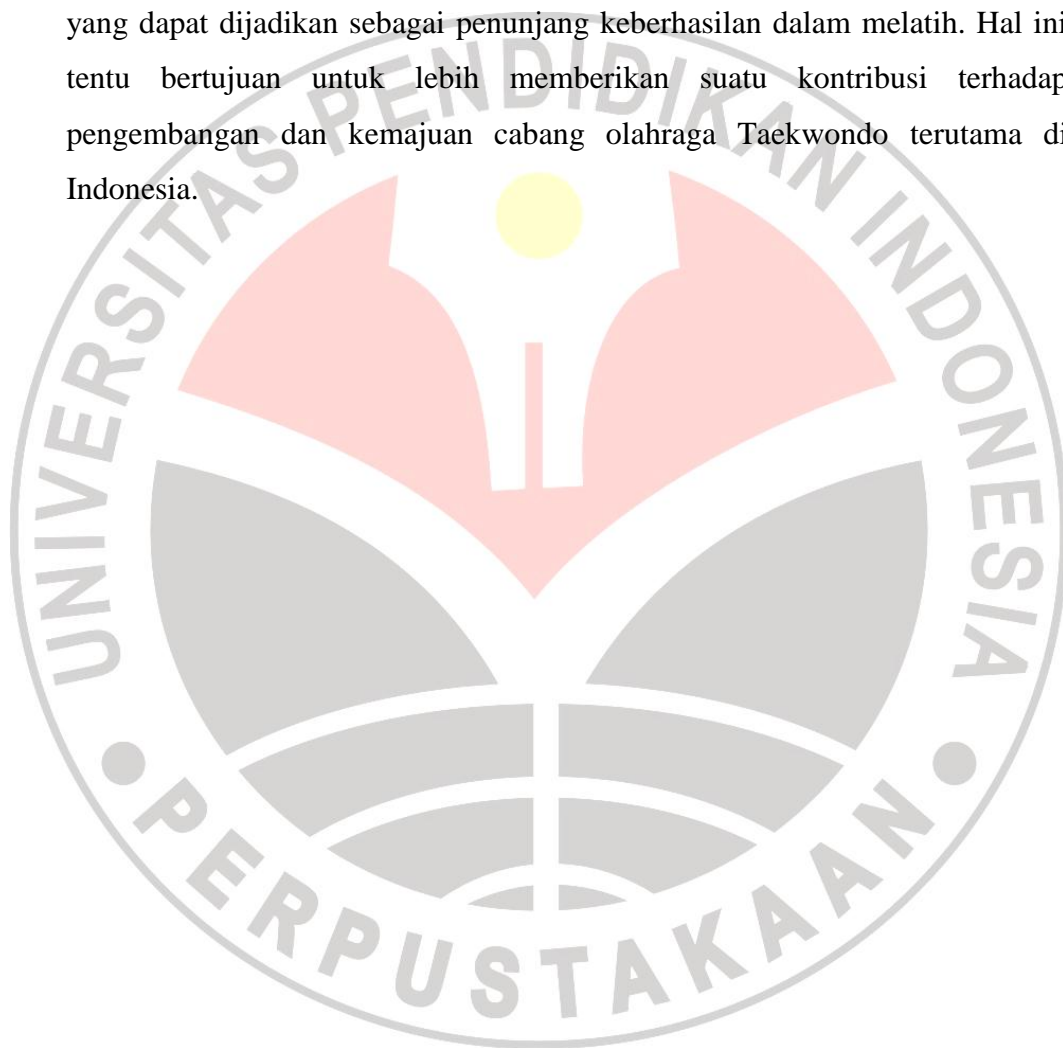 yang dapat dijadikan sebagai penunjang keberhasilan dalam melatih. Hal ini
tentu bertujuan untuk lebih memberikan suatu kontribusi terhadap
pengembangan dan kemajuan cabang olahraga Taekwondo terutama di
Indonesia.
UNIVERSITAS PENDIDIKAN INDONESIA
PERPUSTAKAAN